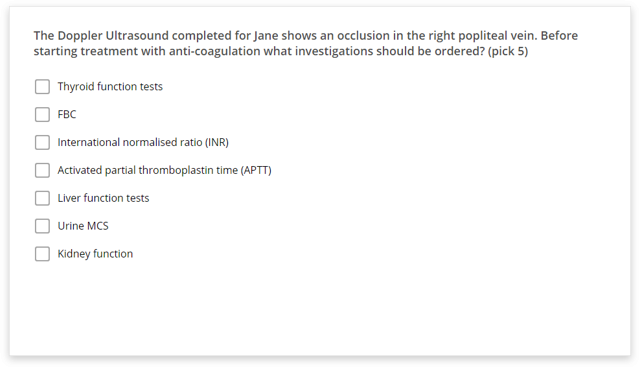 The Doppler Ultrasound completed for Jane shows an occlusion in the right popliteal vein. Before
starting treatment with anti-coagulation what investigations should be ordered? (pick 5)
Thyroid function tests
FBC
International normalised ratio (INR)
Activated partial thromboplastin time (APTT)
Liver function tests
Urine MCS
Kidney function